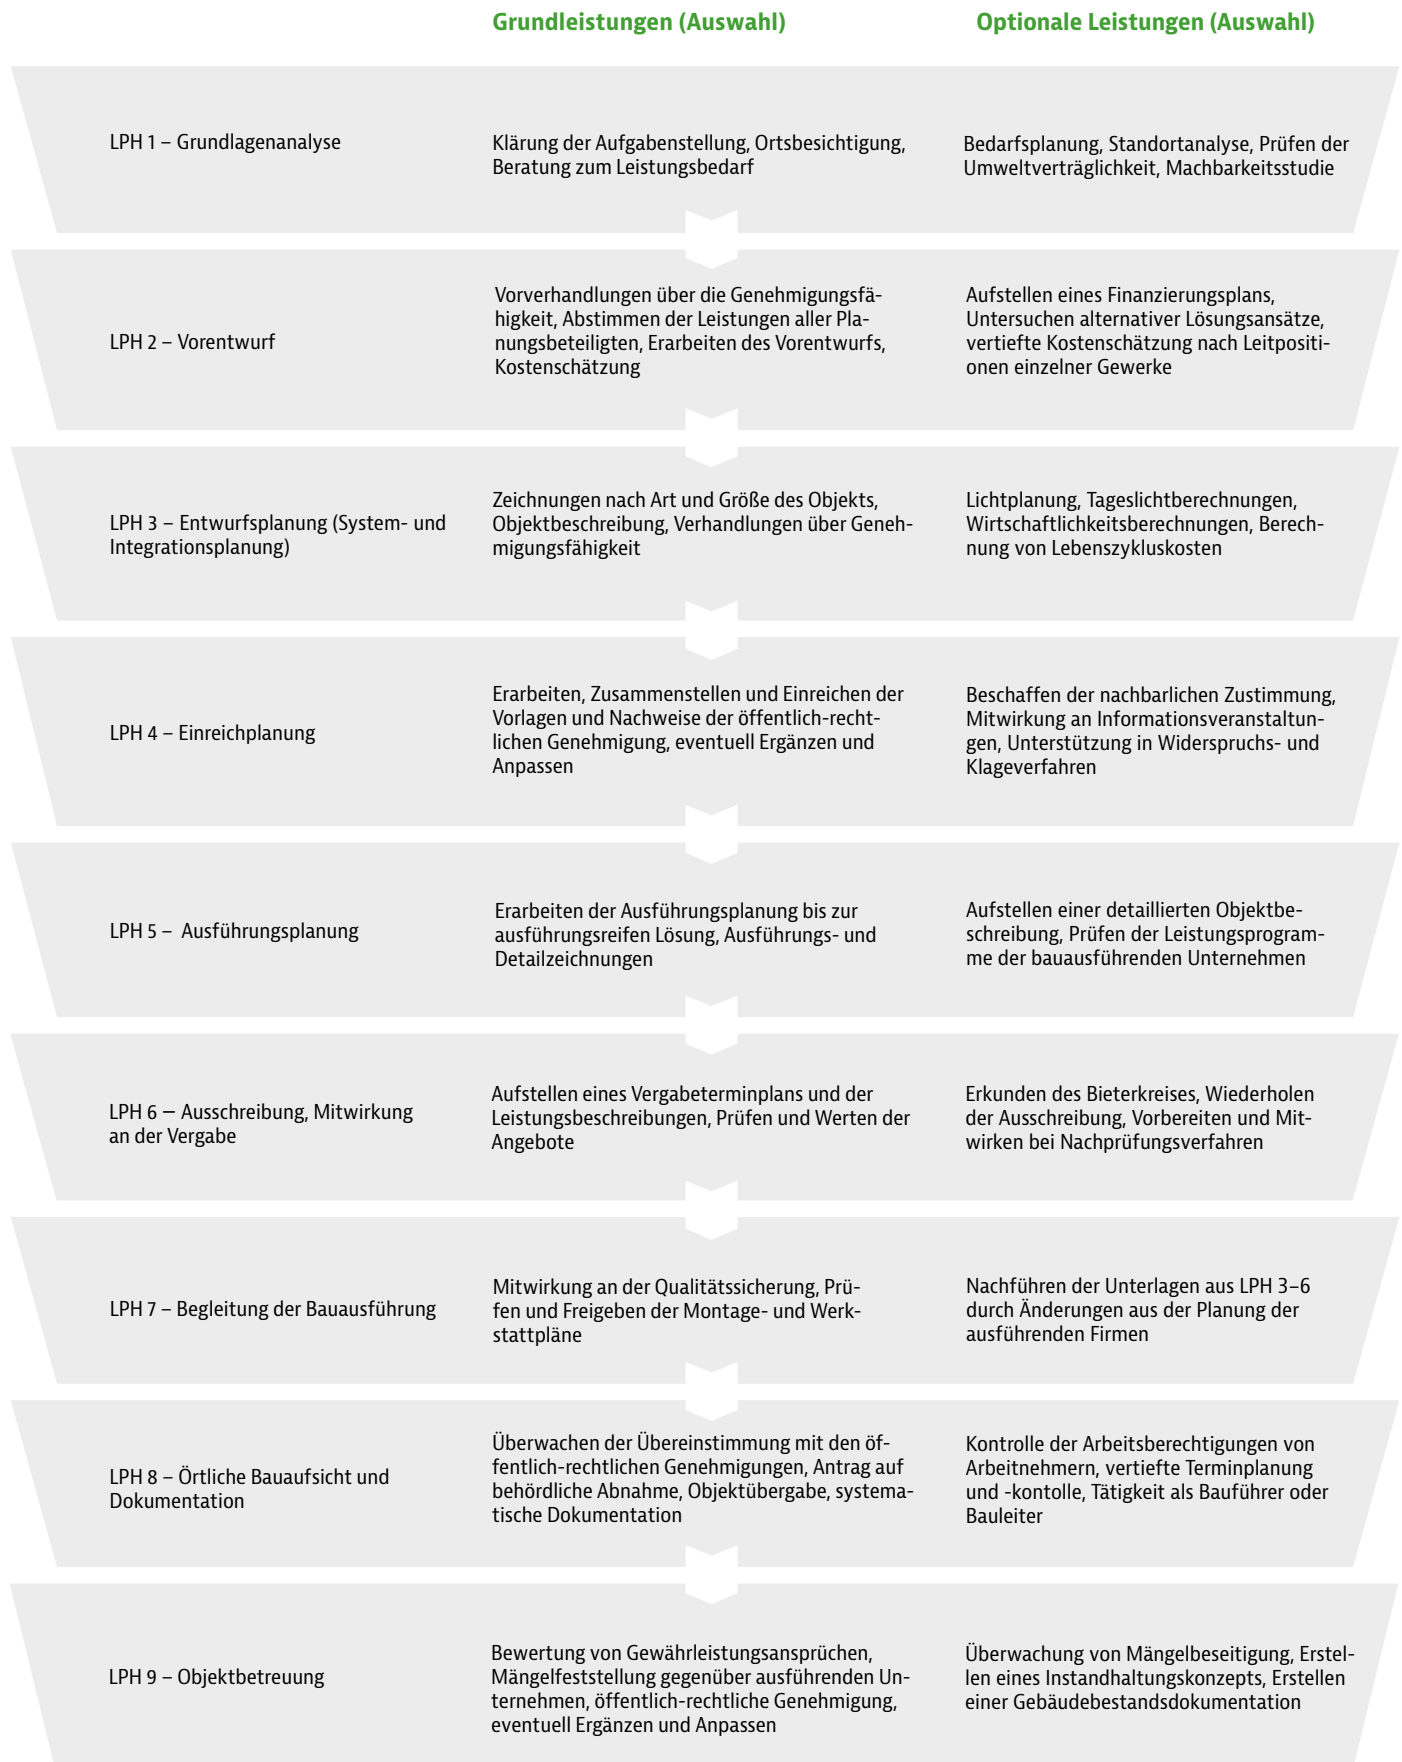 Grundleistungen (Auswahl)
Optionale Leistungen (Auswahl)
LPH 1 – Grundlagenanalyse
Klärung der Aufgabenstellung, Ortsbesichtigung,
Beratung zum Leistungsbedarf
Bedarfsplanung, Standortanalyse, Prüfen der
Umweltverträglichkeit, Machbarkeitsstudie
LPH 2 – Vorentwurf
Vorverhandlungen über die Genehmigungsfä-
higkeit, Abstimmen der Leistungen aller Pla-
nungsbeteiligten, Erarbeiten des Vorentwurfs,
Kostenschätzung
Aufstellen eines Finanzierungsplans,
Untersuchen alternativer Lösungsansätze,
vertiefte Kostenschätzung nach Leitpositi-
onen einzelner Gewerke
LPH 3 – Entwurfsplanung (System- und
Integrationsplanung)
Zeichnungen nach Art und Größe des Objekts,
Objektbeschreibung, Verhandlungen über Geneh-
migungsfähigkeit
Lichtplanung, Tageslichtberechnungen,
Wirtschaftlichkeitsberechnungen, Berech-
nung von Lebenszykluskosten
LPH 4 – Einreichplanung
Erarbeiten, Zusammenstellen und Einreichen der
Vorlagen und Nachweise der öffentlich-recht-
lichen Genehmigung, eventuell Ergänzen und
Anpassen
Beschaffen der nachbarlichen Zustimmung,
Mitwirkung an Informationsveranstaltun-
gen, Unterstützung in Widerspruchs- und
Klageverfahren
LPH 5 – Ausführungsplanung
Erarbeiten der Ausführungsplanung bis zur
ausführungsreifen Lösung, Ausführungs- und
Detailzeichnungen
Aufstellen einer detaillierten Objektbe-
schreibung, Prüfen der Leistungsprogram-
me der bauausführenden Unternehmen
LPH 6 – Ausschreibung, Mitwirkung
an der Vergabe
Aufstellen eines Vergabeterminplans und der
Leistungsbeschreibungen, Prüfen und Werten der
Angebote
Erkunden des Bieterkreises, Wiederholen
der Ausschreibung, Vorbereiten und Mit-
wirken bei Nachprüfungsverfahren
LPH 7 – Begleitung der Bauausführung
Mitwirkung an der Qualitätssicherung, Prü-
fen und Freigeben der Montage- und Werk-
stattpläne
Nachführen der Unterlagen aus LPH 3–6
durch Änderungen aus der Planung der
ausführenden Firmen
LPH 8 – Örtliche Bauaufsicht und
Dokumentation
Überwachen der Übereinstimmung mit den öf-
fentlich-rechtlichen Genehmigungen, Antrag auf
behördliche Abnahme, Objektübergabe, systema-
tische Dokumentation
Kontrolle der Arbeitsberechtigungen von
Arbeitnehmern, vertiefte Terminplanung
und -kontolle, Tätigkeit als Bauführer oder
Bauleiter
LPH 9 – Objektbetreuung
Bewertung von Gewährleistungsansprüchen,
Mängelfeststellung gegenüber ausführenden Un-
ternehmen, öffentlich-rechtliche Genehmigung,
eventuell Ergänzen und Anpassen
Überwachung von Mängelbeseitigung, Erstel-
len eines Instandhaltungskonzepts, Erstellen
einer Gebäudebestandsdokumentation